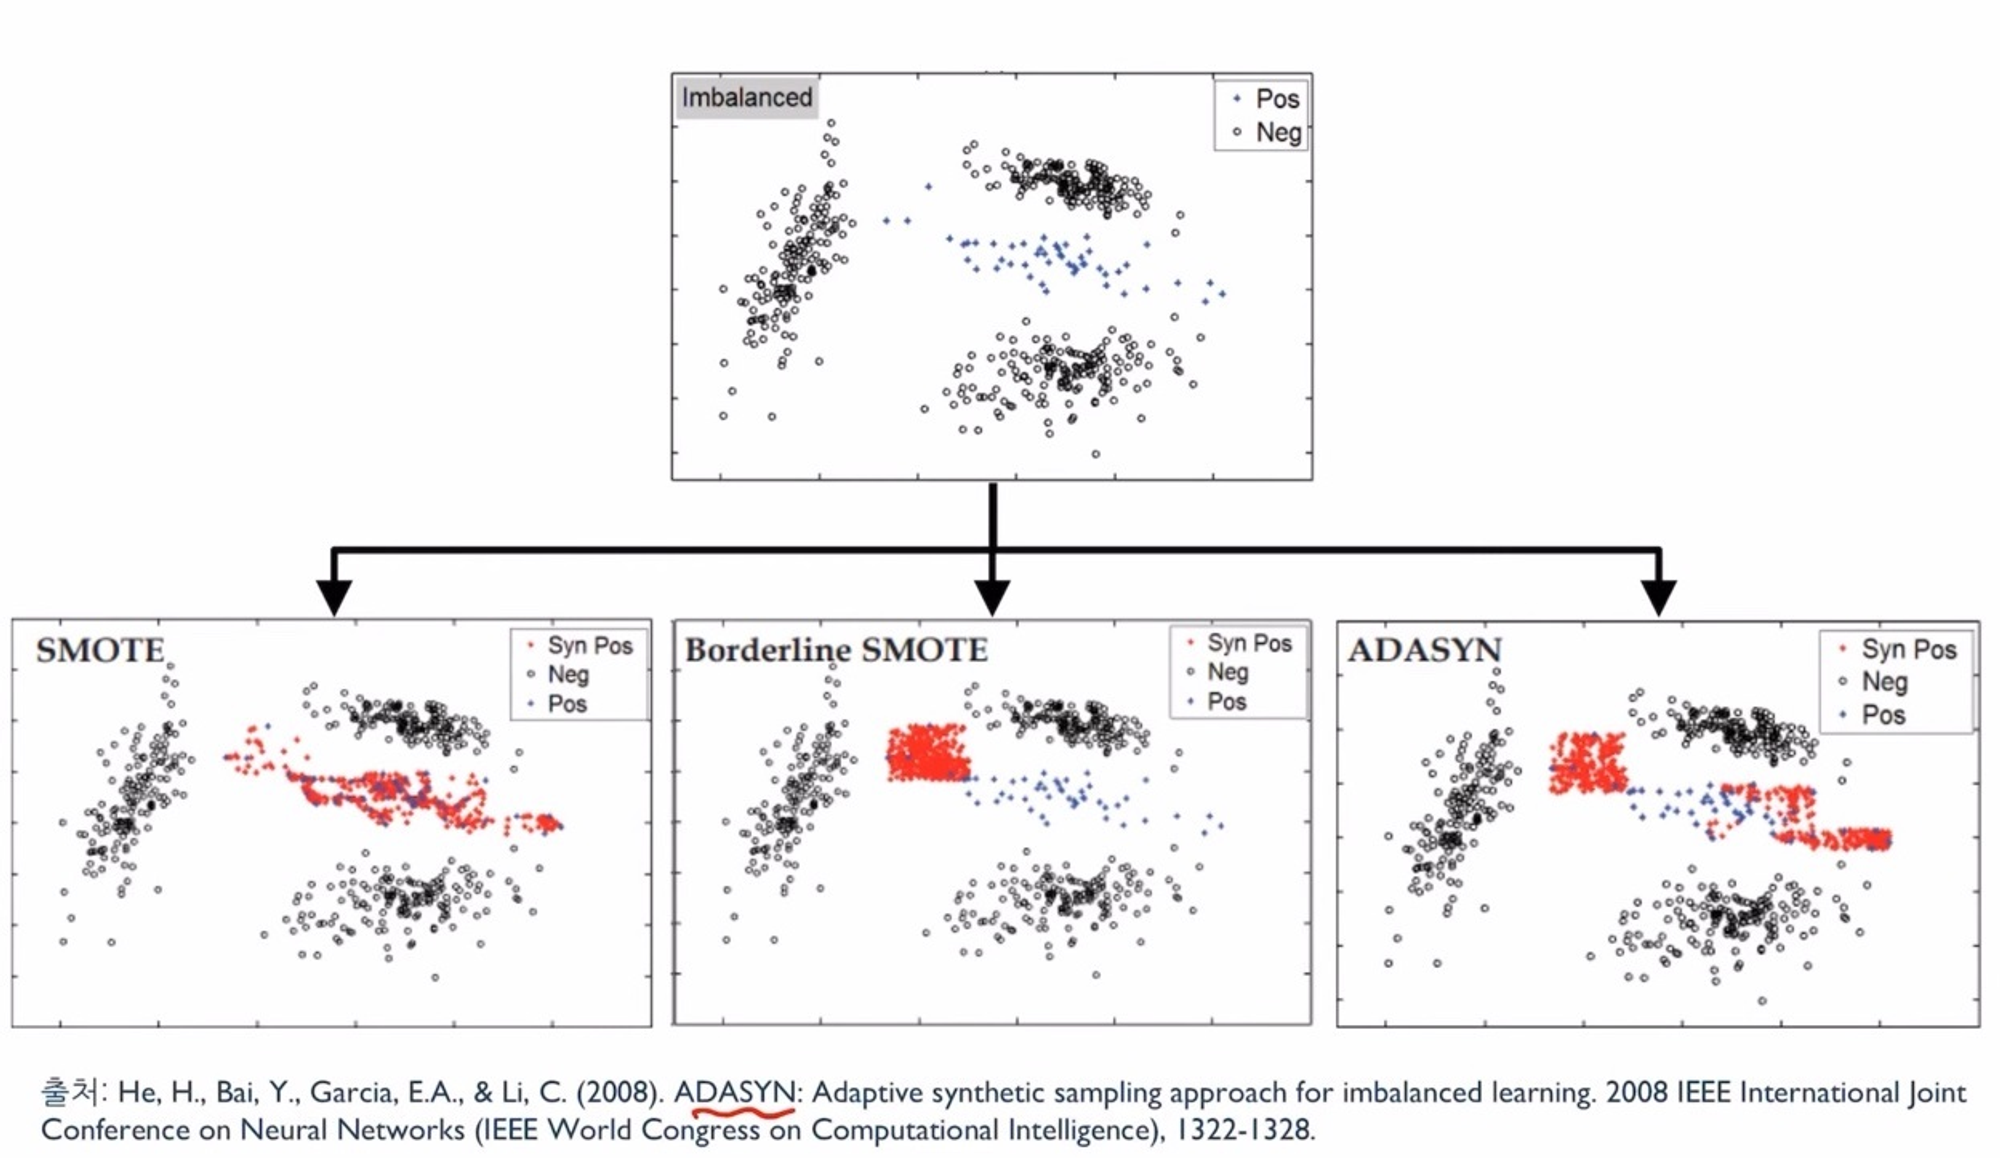 Imbalanced
Pos
Neg
SMOTE
Syn Pos
Neg
Pos
Borderline SMOTE
Syn Pos
Neg
Pos
ADASYN
Syn Pos
Neg
Pos
출처: He, H., Bai, Y., Garcia, E.A., & Li, C. (2008). ADASYN: Adaptive synthetic sampling approach for imbalanced learning. 2008 IEEE International Joint
Conference on Neural Networks (IEEE World Congress on Computational Intelligence), 1322-1328.